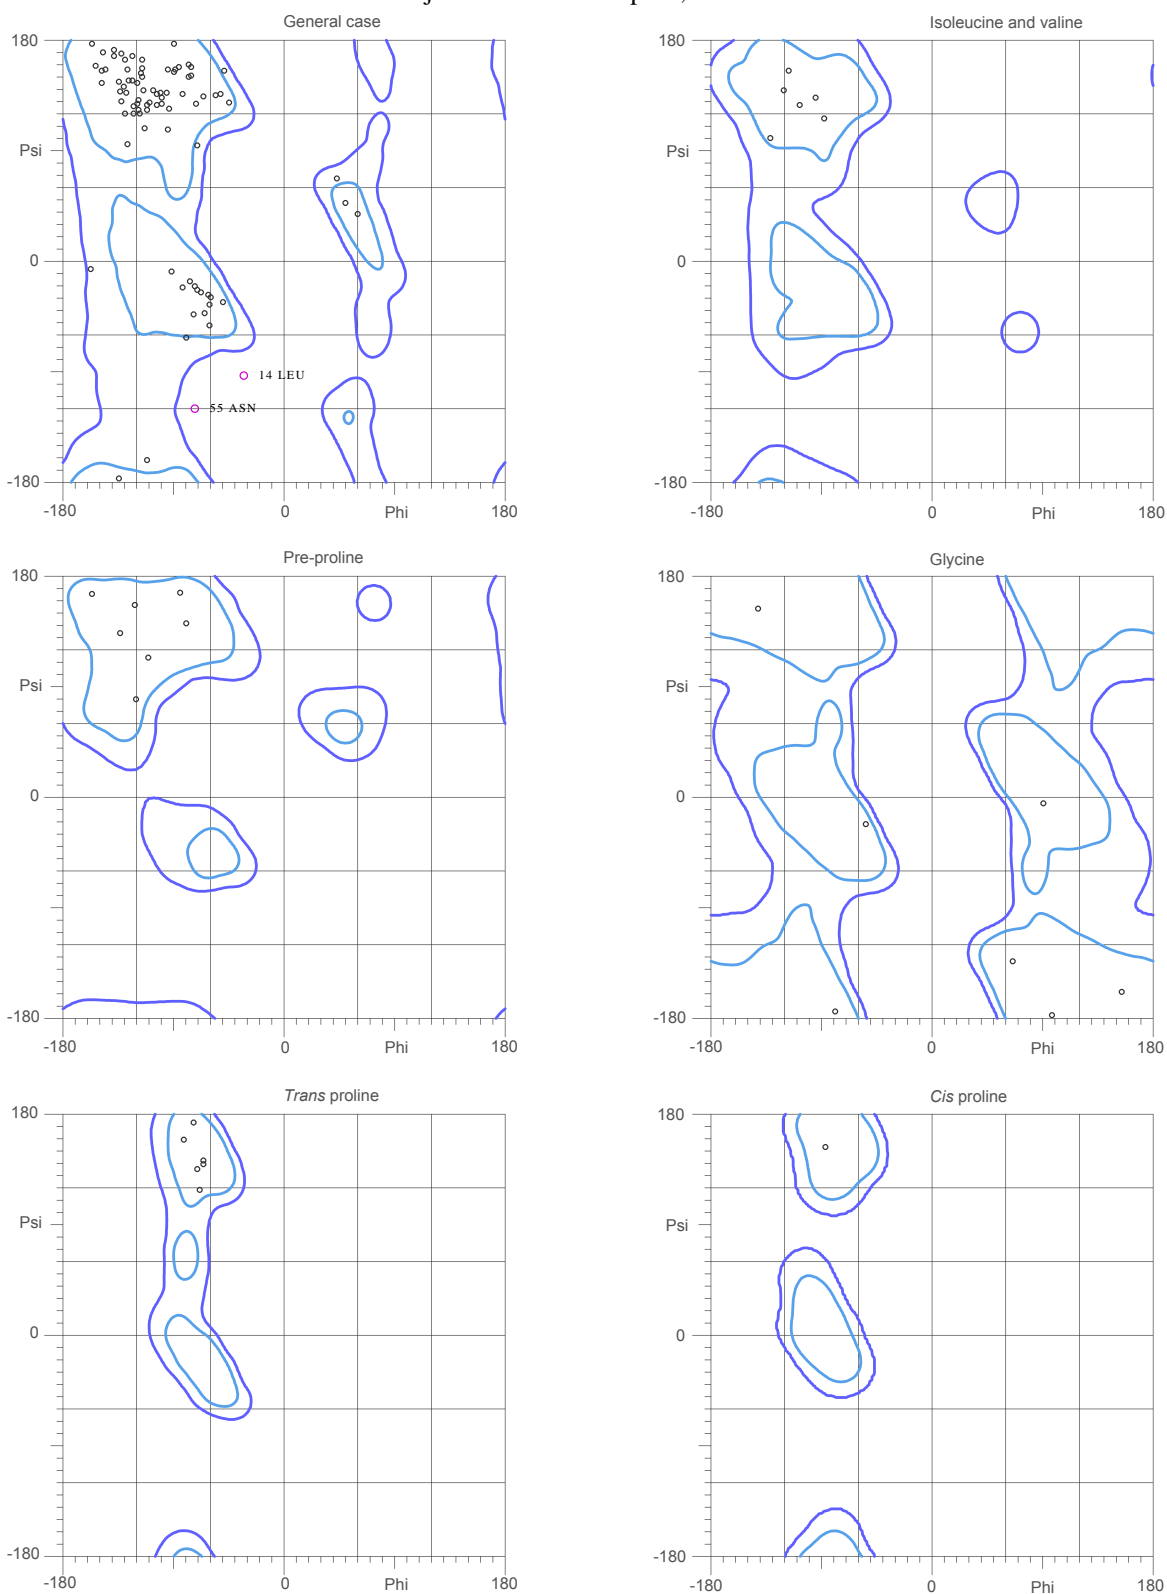 General case
180
Psi
0
-180
-180
0
Phi
180
14 LEU
55 ASN
Isoleucine and valine
180
Psi
0
-180
-180
0
Phi
180
Pre-proline
180
Psi
0
-180
-180
0
Phi
180
Glycine
180
Psi
0
-180
-180
0
Phi
180
Trans proline
180
Psi
0
-180
-180
0
Phi
180
Cis proline
180
Psi
0
-180
-180
0
Phi
180